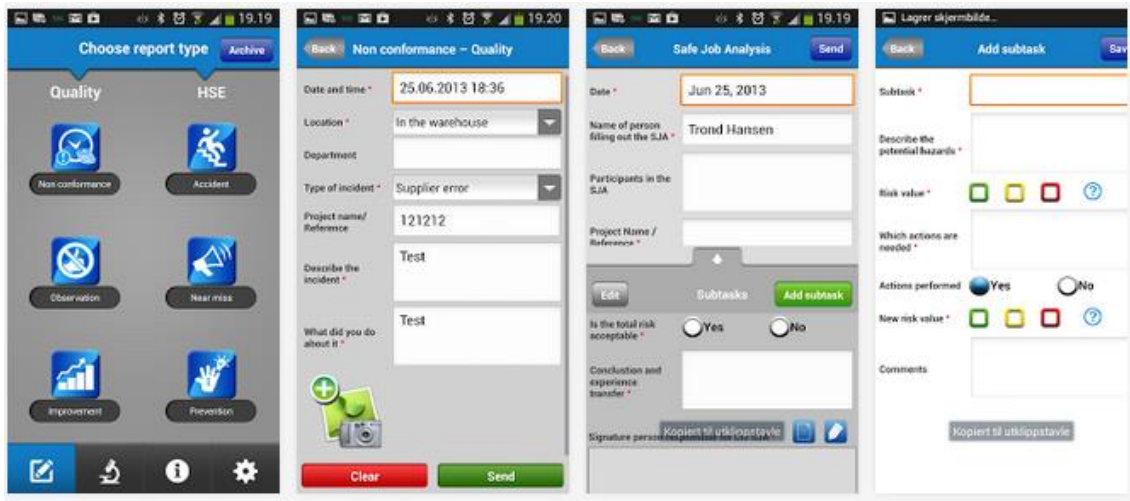 19.19
Choose report type
Archive
Quality
HSE
Non conformance
Accident
Observation
Near miss
Improvement
Prevention
19.20
Back
Non conformance – Quality
Date and time *
25.06.2013 18:36
Location *
In the warehouse
Department
Type of incident *
Supplier error
Project name/
Reference
121212
Describe the
incident *
Test
What did you do
about it *
Test
Clear
Send
19.19
Back
Safe Job Analysis
Send
Date *
Jun 25, 2013
Name of person
filling out the SJA *
Trond Hansen
Participants in the
SJA
Project Name /
Reference *
Edit
Subtasks
Add subtask
Is the total risk
acceptable *
Yes
No
Conclustion and
experience
transfer *
Signature person
Kopiert til utklippstavle
Lagrer skjermbilde...
Back
Add subtask
Sav
Subtask *
Describe the
potential hazards *
Risk value *
?
Which actions are
needed *
Actions performed
Yes
No
New risk value *
?
Comments
Kopiert til utklippstavle